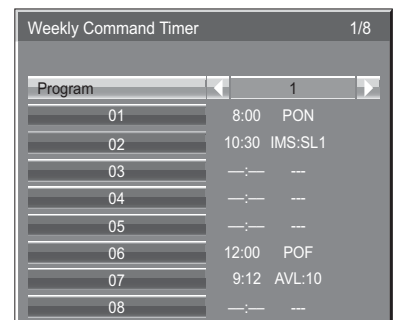 Weekly Command Timer 1/8
Program 1
01 8:00 PON
02 10:30 IMS:SL1
03 —:— ---
04 —:— ---
05 —:— ---
06 12:00 POF
07 9:12 AVL:10
08 —:— ---